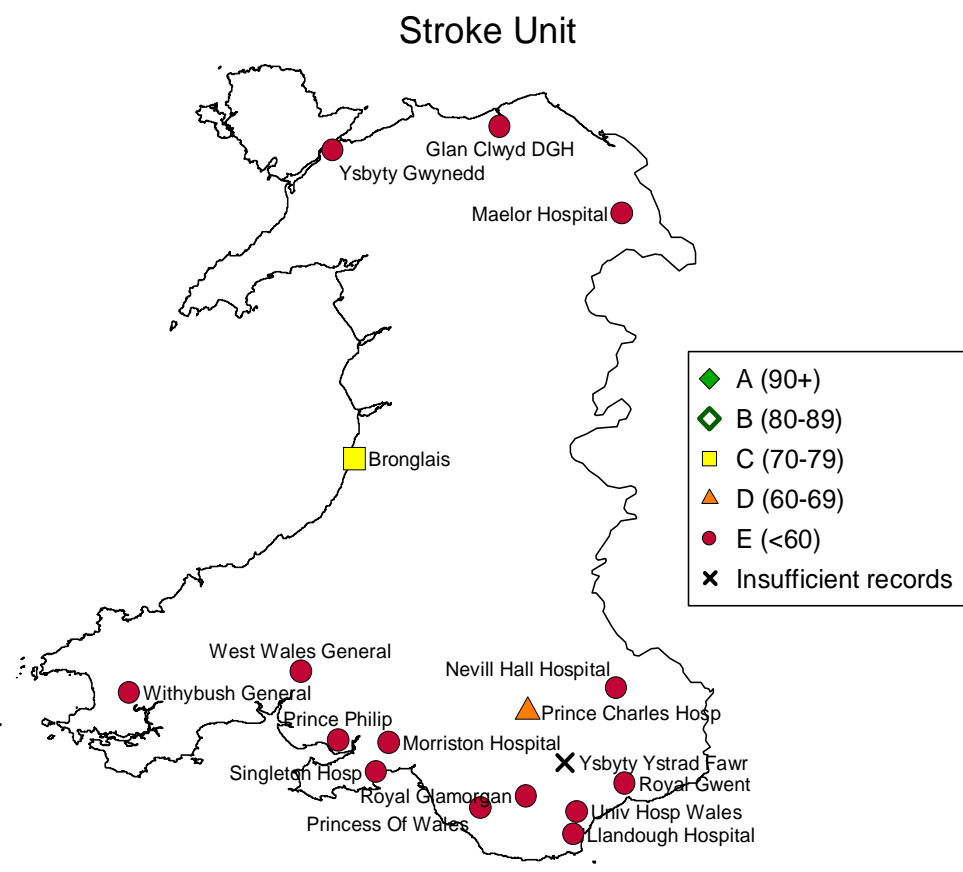 Stroke Unit
Glan Clwyd DGH
Ysbyty Gwynedd
Maelor Hospital
A (90+)
B (80-89)
Bronglais
C (70-79)
D (60-69)
E (<60)
Insufficient records
West Wales General
Nevill Hall Hospital
Withybush General
Prince Charles Hosp
Prince Philip
Morriston Hospital
Ysbyty Ystrad Fawr
Singleton Hosp
Royal Gwent
Royal Glamorgan
Univ Hosp Wales
Princess Of Wales
Llandough Hospital